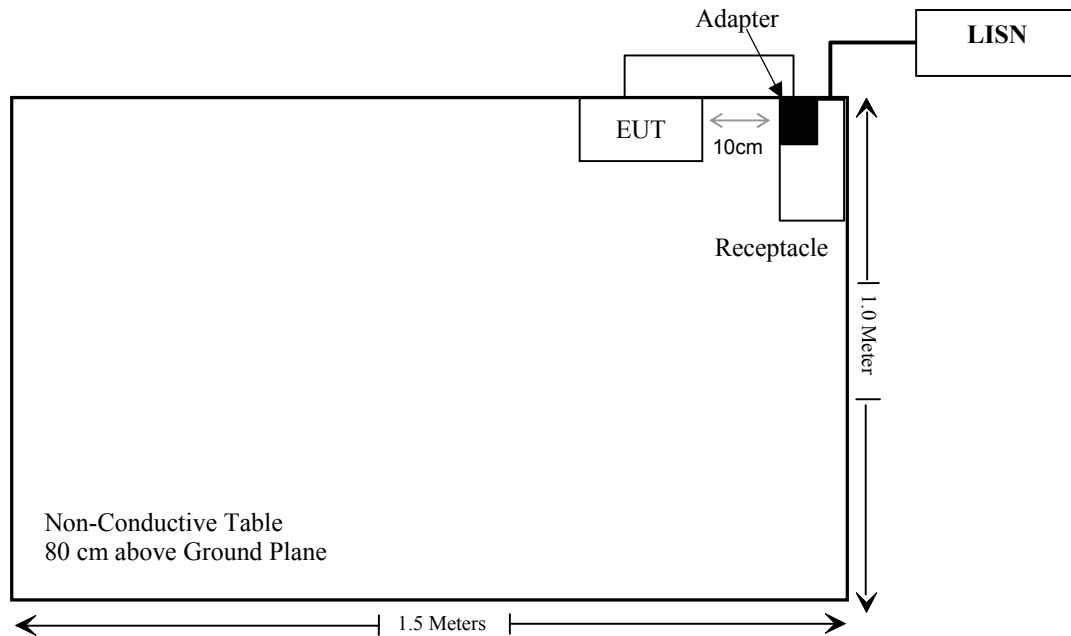 Adapter
LISN
EUT
10cm
Receptacle
1.0 Meter
Non-Conductive Table
80 cm above Ground Plane
1.5 Meters